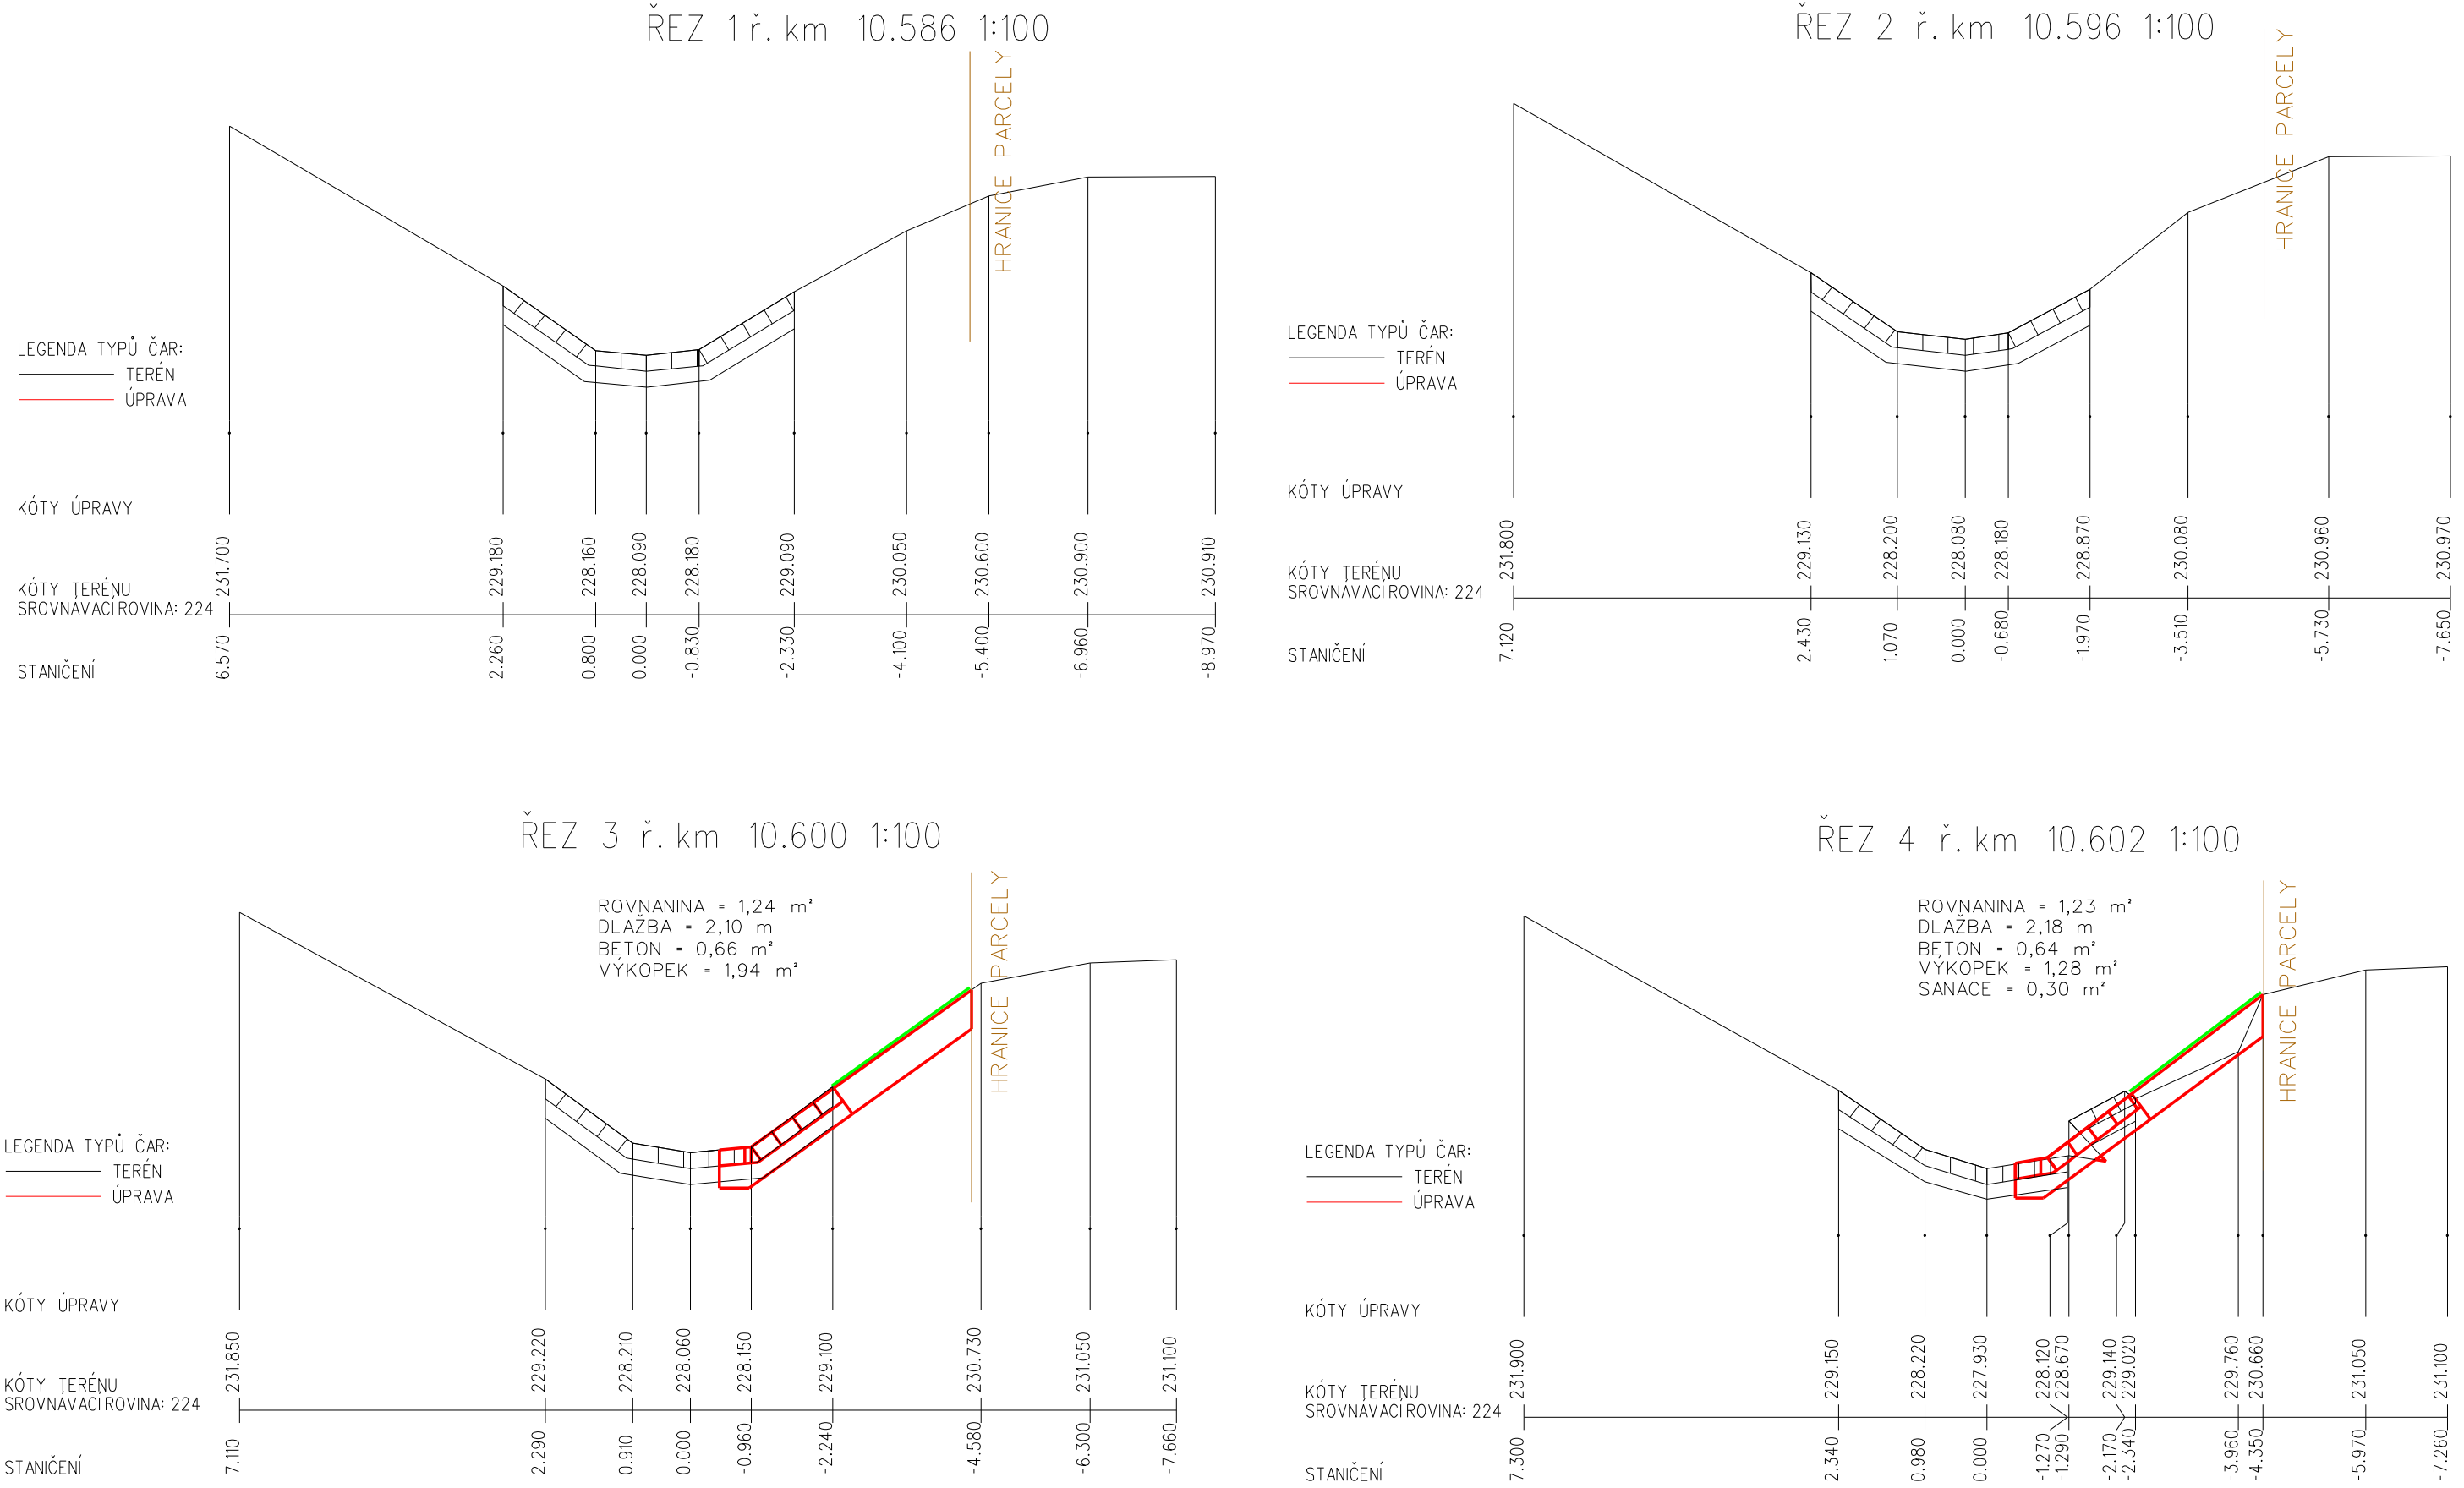 ŘEZ 1 ř. km 10.586 1:100
HRANICE PARCELY
LEGENDA TYPŮ ČAR:
TERÉN
ÚPRAVA
KÓTY ÚPRAVY
KÓTY TERÉNU
231.700 229.180 228.160 228.090 228.180 229.090 230.050 230.600 230.900 230.910
SROVNÁVACÍ ROVINA: 224
STANIČENÍ
6.570 2.260 0.800 0.000 -0.830 -2.330 -4.100 -5.400 -6.960 -8.970
ŘEZ 2 ř. km 10.596 1:100
HRANICE PARCELY
LEGENDA TYPŮ ČAR:
TERÉN
ÚPRAVA
KÓTY ÚPRAVY
KÓTY TERÉNU
231.800 229.130 228.200 228.080 228.180 228.870 230.080 230.960 230.970
SROVNÁVACÍ ROVINA: 224
STANIČENÍ
7.120 2.430 1.070 0.000 -0.680 -1.970 -3.510 -5.730 -7.650
ŘEZ 3 ř. km 10.600 1:100
ROVNANINA = 1,24 m²
DLAŽBA = 2,10 m
BETON = 0,66 m²
VÝKOPEK = 1,94 m²
HRANICE PARCELY
LEGENDA TYPŮ ČAR:
TERÉN
ÚPRAVA
KÓTY ÚPRAVY
KÓTY TERÉNU
231.850 229.220 228.210 228.060 228.150 229.100 230.730 231.050 231.100
SROVNÁVACÍ ROVINA: 224
STANIČENÍ
7.110 2.290 0.910 0.000 -0.960 -2.240 -4.580 -6.300 -7.660
ŘEZ 4 ř. km 10.602 1:100
ROVNANINA = 1,23 m²
DLAŽBA = 2,18 m
BETON = 0,64 m²
VÝKOPEK = 1,28 m²
SANACE = 0,30 m²
HRANICE PARCELY
LEGENDA TYPŮ ČAR:
TERÉN
ÚPRAVA
KÓTY ÚPRAVY
KÓTY TERÉNU
231.900 229.150 228.220 227.930 228.120 228.670 229.140 229.020 229.760 230.660 231.050 231.100
SROVNÁVACÍ ROVINA: 224
STANIČENÍ
7.300 2.340 0.980 0.000 -1.270 -1.290 -2.170 -2.340 -3.960 -4.350 -5.970 -7.260